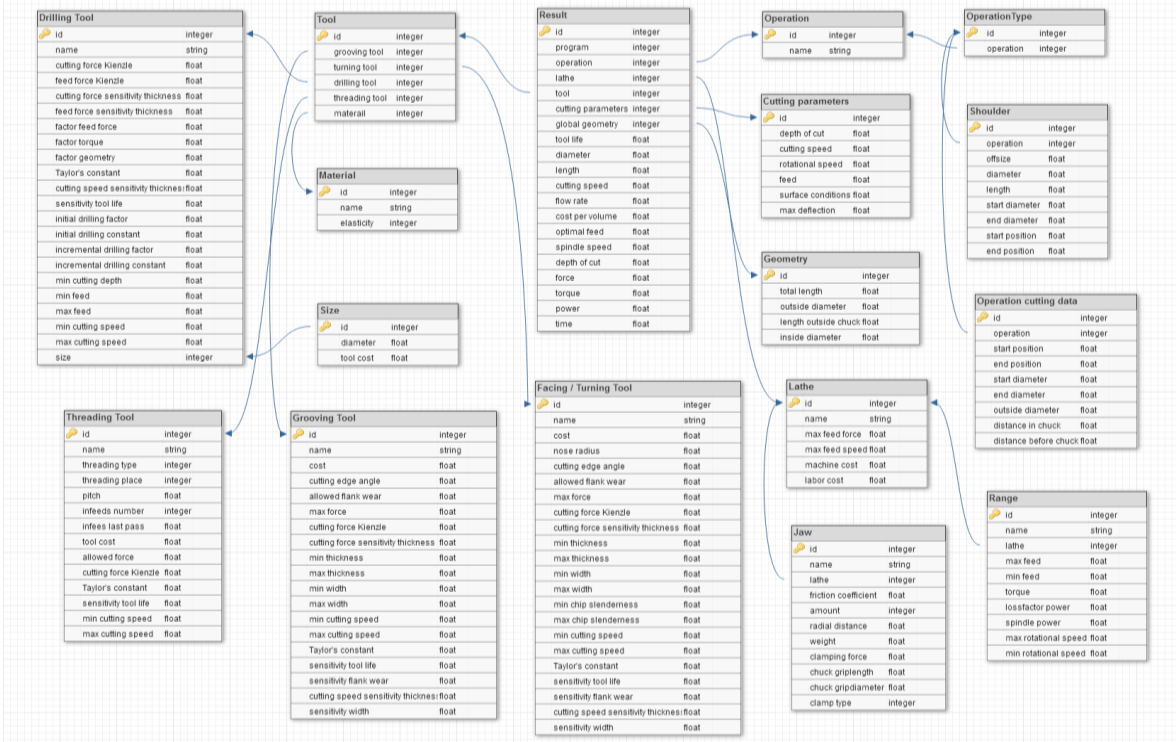 Drilling Tool
id integer
name string
cutting force Kienzle float
feed force Kienzle float
cutting force sensitivity thickness float
feed force sensitivity thickness float
factor feed force float
factor torque float
factor geometry float
Taylor's constant float
cutting speed sensitivity thicknes: float
sensitivity tool life float
initial drilling factor float
initial drilling constant float
incremental drilling factor float
incremental drilling constant float
min cutting depth float
min feed float
max feed float
min cutting speed float
max cutting speed float
size integer
Tool
id integer
grooving tool integer
turning tool integer
drilling tool integer
threading tool integer
materail integer
Material
id integer
name string
elasticity integer
Size
id integer
diameter float
tool cost float
Result
id integer
program integer
operation integer
lathe integer
tool integer
cutting parameters integer
global geometry integer
tool life float
diameter float
length float
cutting speed float
flow rate float
cost per volume float
optimal feed float
spindle speed float
depth of cut float
force float
torque float
power float
time float
Operation
id integer
name string
OperationType
id integer
operation integer
Cutting parameters
id integer
depth of cut float
cutting speed float
rotational speed float
feed float
surface conditions float
max deflection float
Shoulder
id integer
operation integer
offsize float
diameter float
length float
start diameter float
end diameter float
start position float
end position float
Geometry
id integer
total length float
outside diameter float
length outside chuck float
inside diameter float
Operation cutting data
id integer
operation integer
start position float
end position float
start diameter float
end diameter float
outside diameter float
distance in chuck float
distance before chuck float
Threading Tool
id integer
name string
threading type integer
threading place integer
pitch float
infeeds number integer
infees last pass float
tool cost float
allowed force float
cutting force Kienzle float
Taylor's constant float
sensitivity tool life float
min cutting speed float
max cutting speed float
Grooving Tool
id integer
name string
cost float
cutting edge angle float
allowed flank wear float
max force float
cutting force Kienzle float
cutting force sensitivity thickness float
min thickness float
max thickness float
min width float
max width float
min cutting speed float
max cutting speed float
Taylor's constant float
sensitivity tool life float
sensitivity flank wear float
cutting speed sensitivity thicknes: float
sensitivity width float
Facing / Turning Tool
id integer
name string
cost float
nose radius float
cutting edge angle float
allowed flank wear float
max force float
cutting force Kienzle float
cutting force sensitivity thickness float
min thickness float
max thickness float
min width float
max width float
min chip slenderness float
max chip slenderness float
min cutting speed float
max cutting speed float
Taylor's constant float
sensitivity tool life float
sensitivity flank wear float
cutting speed sensitivity thicknes: float
sensitivity width float
Lathe
id integer
name string
max feed force float
max feed speed float
machine cost float
labor cost float
Jaw
id integer
name string
lathe integer
friction coefficient float
amount integer
radial distance float
weight float
clamping force float
chuck griplength float
chuck gripdiameter float
clamp type integer
Range
id integer
name string
lathe integer
max feed float
min feed float
torque float
lossfactor power float
spindle power float
max rotational speed float
min rotational speed float